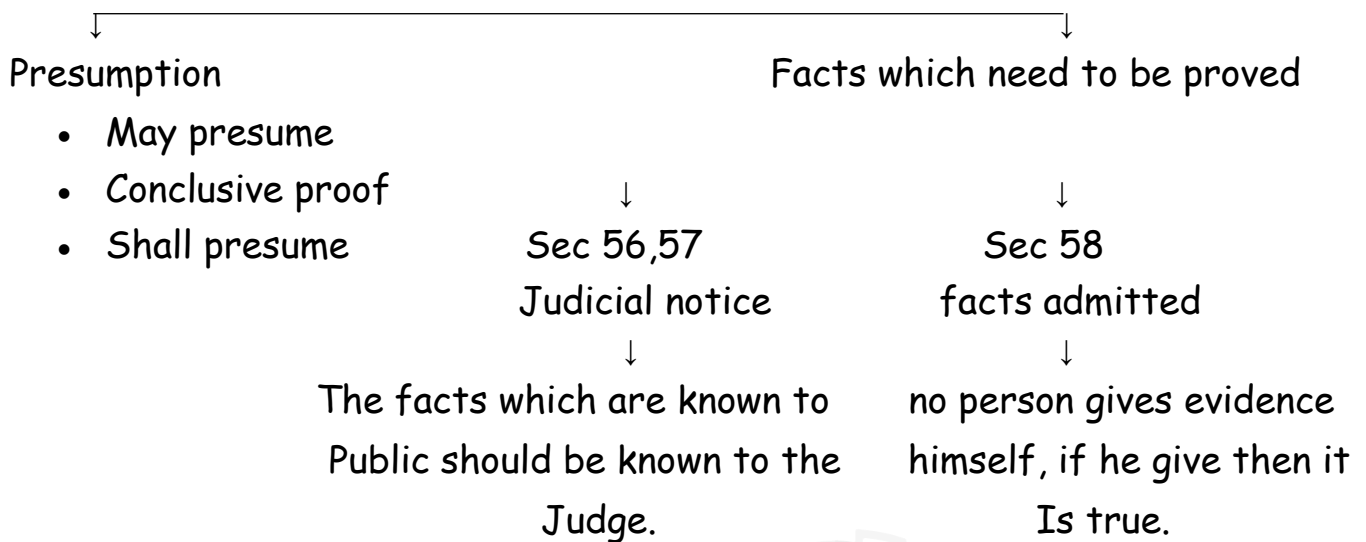 Presumption Facts which need to be proved
• May presume
• Conclusive proof ↓ ↓
• Shall presume Sec 56,57 Sec 58
Judicial notice facts admitted
↓ ↓
The facts which are known to no person gives evidence
Public should be known to the himself, if he give then it
Judge. Is true.